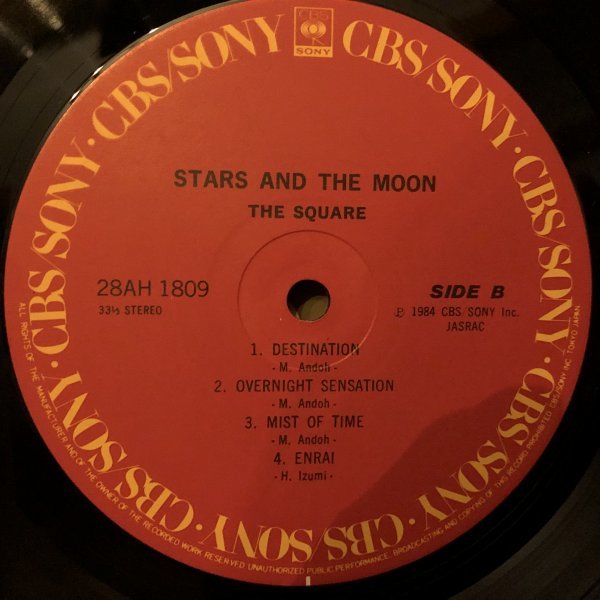 CBS/SONY · CBS/SONY · CBS/SONY · CBS/SONY · CBS/SONY · CBS/SONY · CBS/SONY · CBS/SONY
CBS
SONY
STARS AND THE MOON
THE SQUARE
28AH 1809
33⅓ STEREO
SIDE B
Ⓟ 1984 CBS/SONY Inc.
JASRAC
1. DESTINATION
- M. Andoh -
2. OVERNIGHT SENSATION
- M. Andoh -
3. MIST OF TIME
- M. Andoh -
4. ENRAI
- H. Izumi -
ALL RIGHTS OF THE MANUFACTURER AND OF THE OWNER OF THE RECORDED WORK RESERVED UNAUTHORIZED PUBLIC PERFORMANCE, BROADCASTING AND COPYING OF THIS RECORD PROHIBITED · CBS/SONY INC TOKYO JAPAN